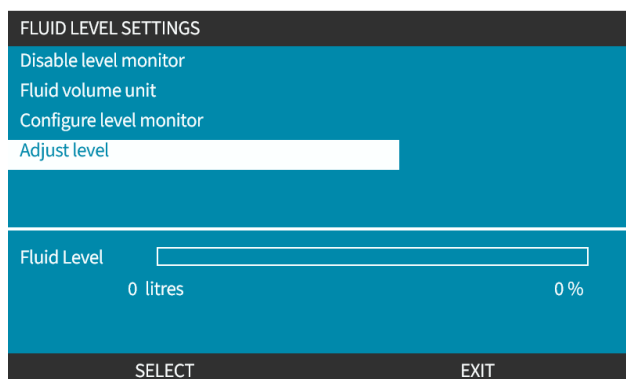 FLUID LEVEL SETTINGS
Disable level monitor
Fluid volume unit
Configure level monitor
Adjust level
Fluid Level
0 litres 0 %
SELECT EXIT